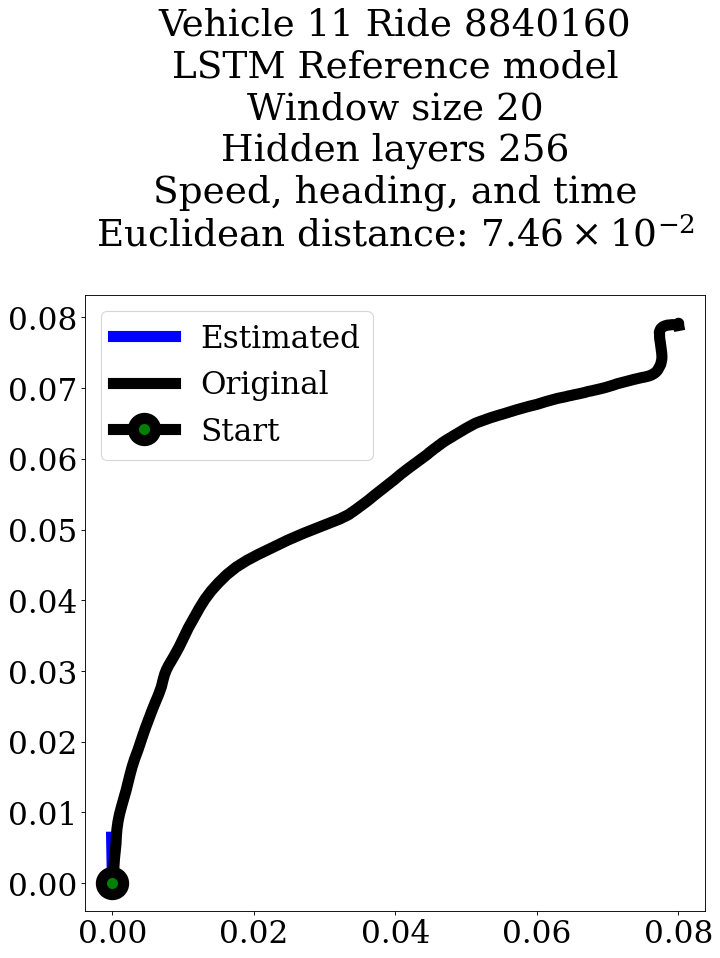 Vehicle 11 Ride 8840160
LSTM Reference model
Window size 20
Hidden layers 256
Speed, heading, and time
Euclidean distance: 7.46 × 10⁻²
Estimated
Original
Start
0.08
0.07
0.06
0.05
0.04
0.03
0.02
0.01
0.00
0.00 0.02 0.04 0.06 0.08